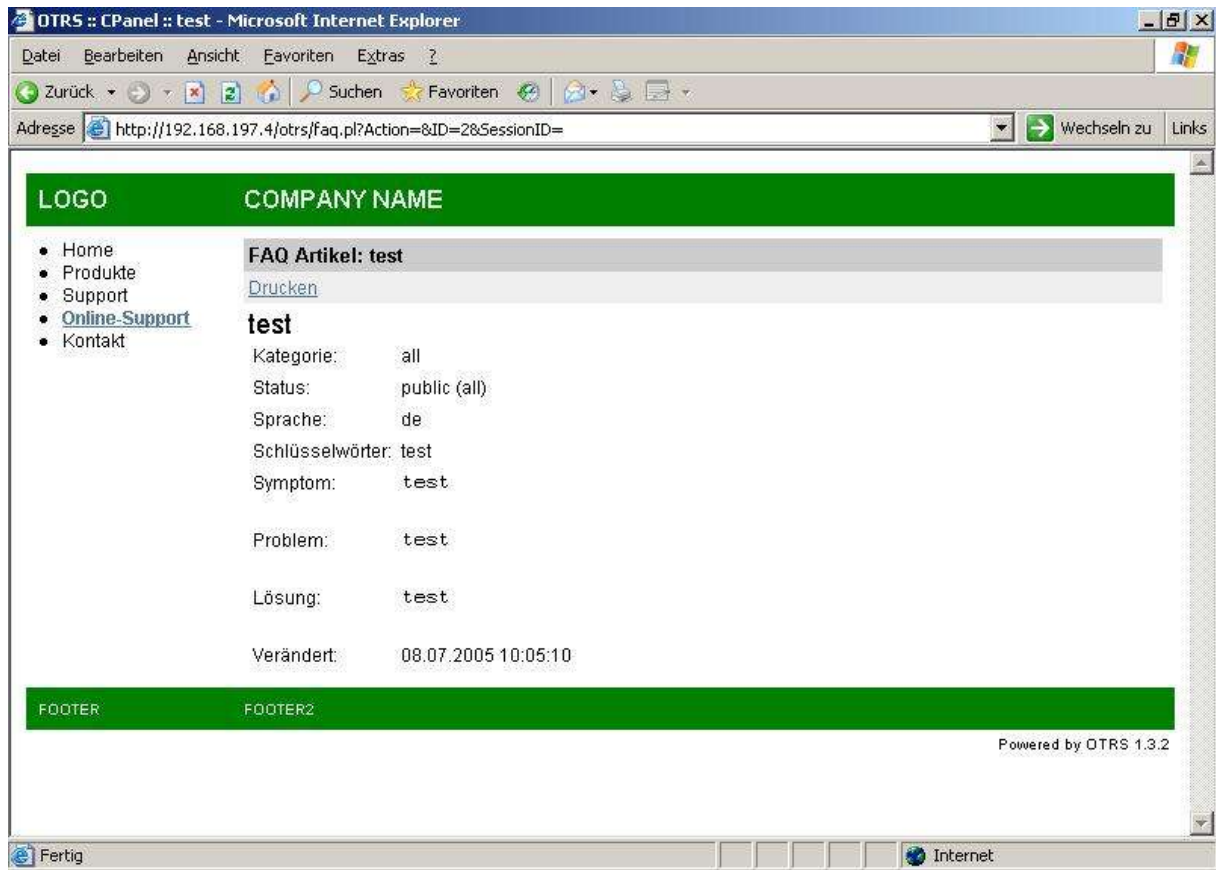 OTRS :: CPanel :: test - Microsoft Internet Explorer
Datei Bearbeiten Ansicht Favoriten Extras ?
Zurück Suchen Favoriten
Adresse http://192.168.197.4/otrs/faq.pl?Action=&ID=2&SessionID= Wechseln zu Links
LOGO COMPANY NAME
Home
Produkte
Support
Online-Support
Kontakt
FAQ Artikel: test
Drucken
test
Kategorie: all
Status: public (all)
Sprache: de
Schlüsselwörter: test
Symptom: test
Problem: test
Lösung: test
Verändert: 08.07.2005 10:05:10
FOOTER FOOTER2
Powered by OTRS 1.3.2
Fertig Internet